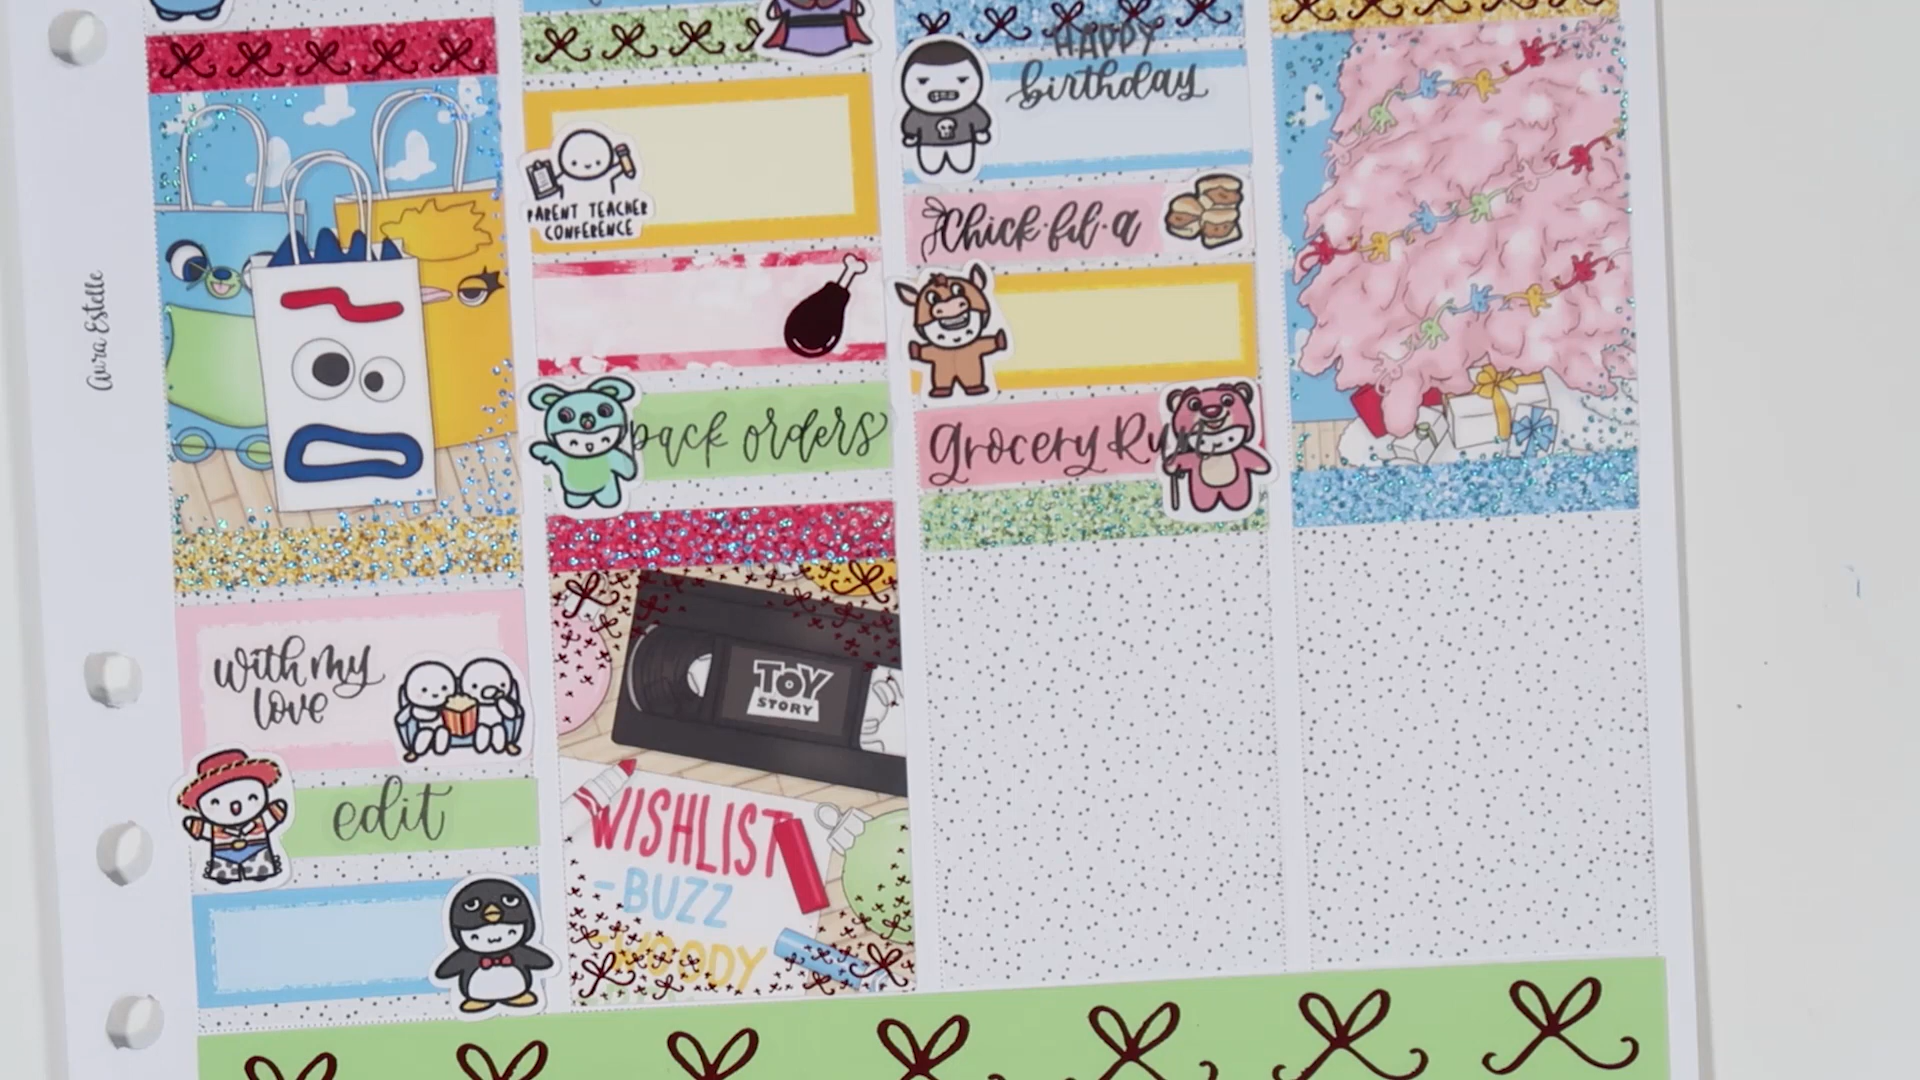 Aura Estelle
PARENT TEACHER
CONFERENCE
pack orders
HAPPY
birthday
Chick-fil-a
Grocery Run
with my
love
edit
TOY
STORY
WISHLIST
-BUZZ
-WOODY